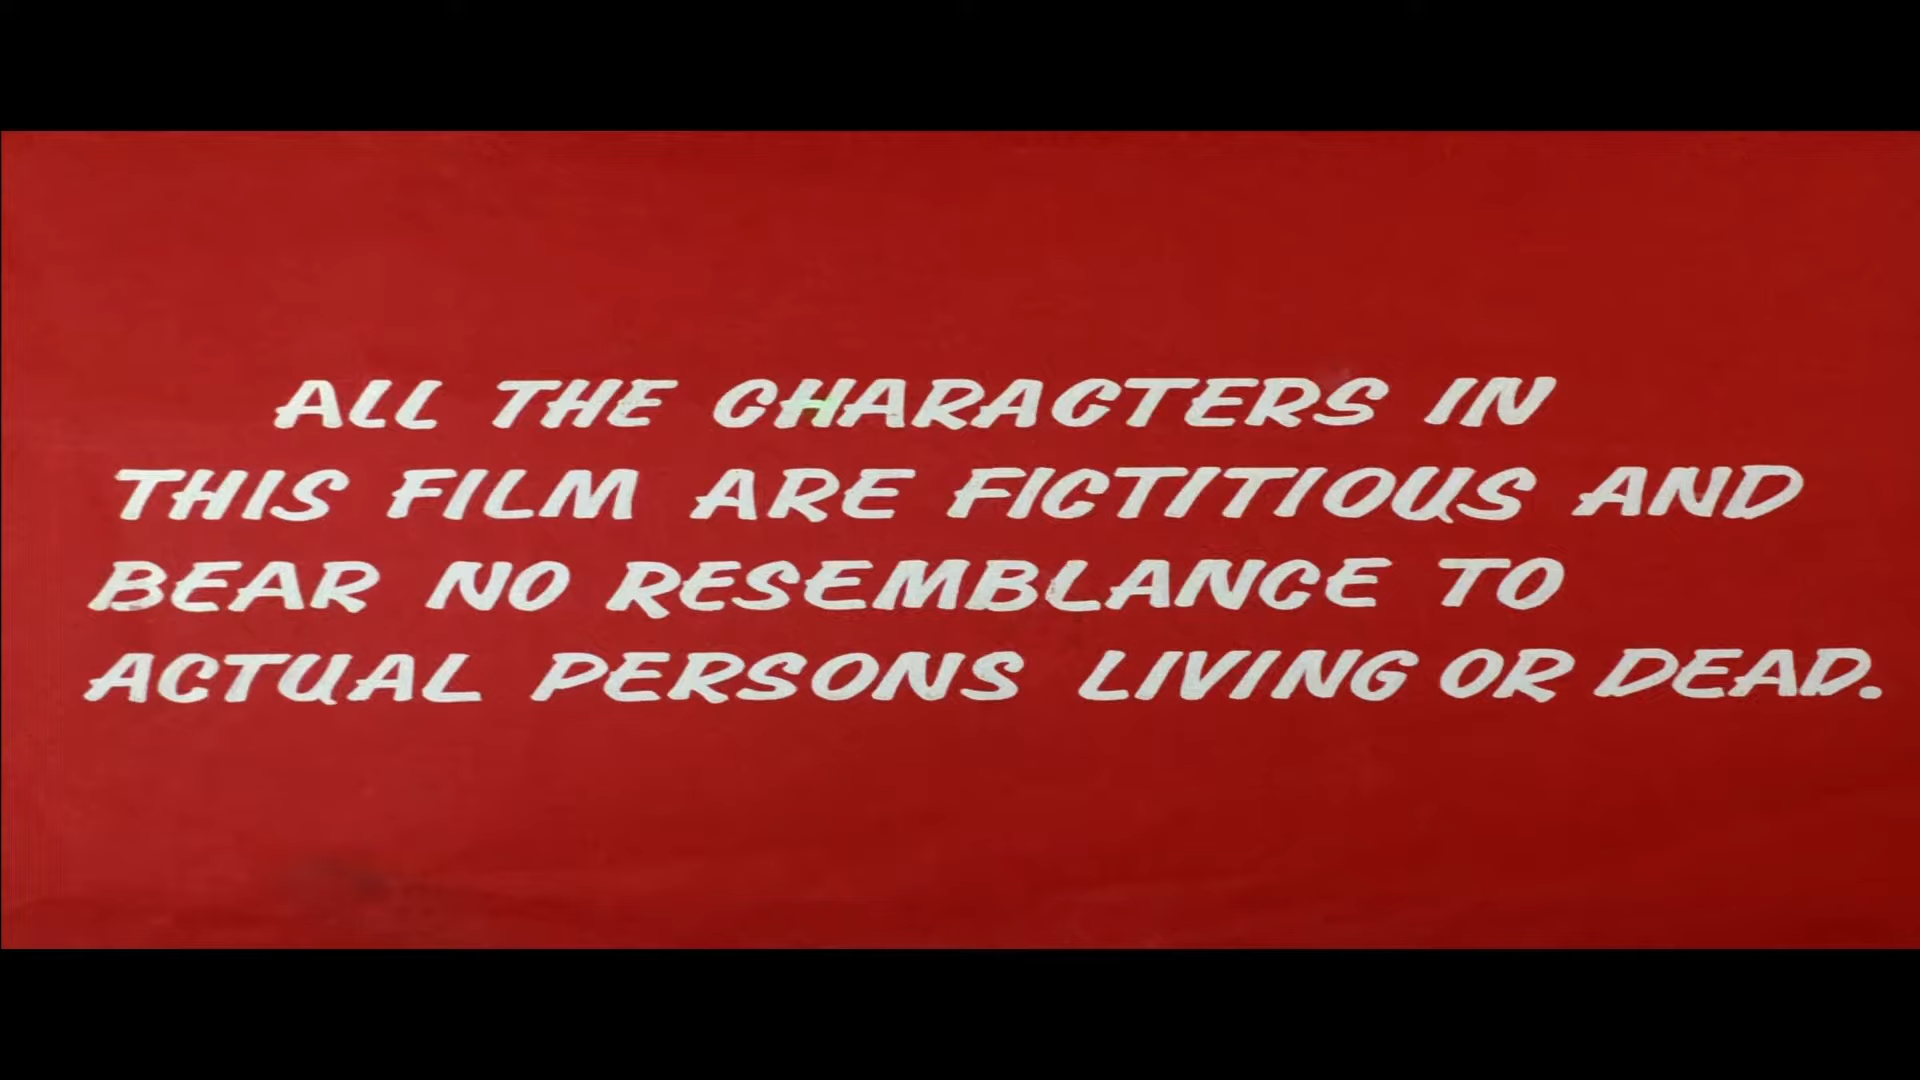 ALL THE CHARACTERS IN
THIS FILM ARE FICTITIOUS AND
BEAR NO RESEMBLANCE TO
ACTUAL PERSONS LIVING OR DEAD.